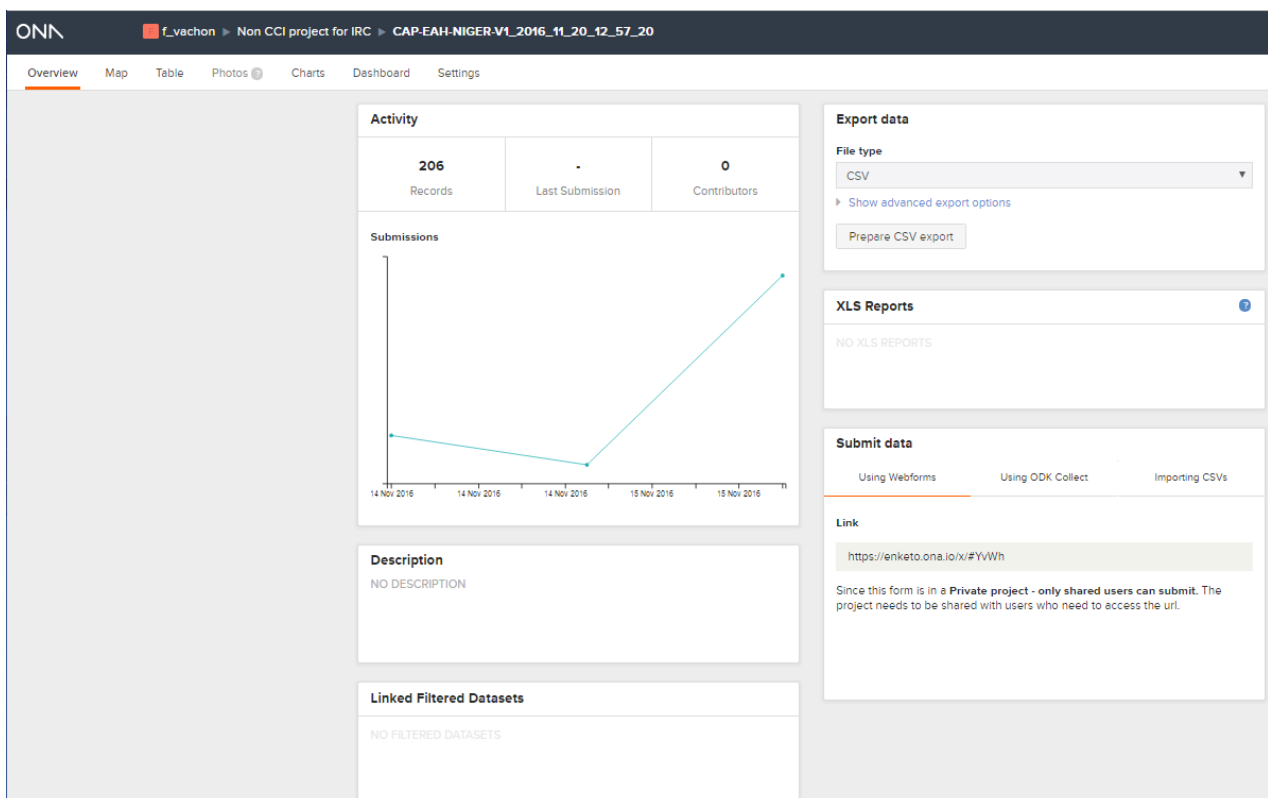 ONA
F f_vachon ▶ Non CCI project for IRC ▶ CAP-EAH-NIGER-V1_2016_11_20_12_57_20
Overview Map Table Photos ? Charts Dashboard Settings
Activity
206 - 0
Records Last Submission Contributors
Submissions
14 Nov 2016 14 Nov 2016 14 Nov 2016 15 Nov 2016 15 Nov 2016
Description
NO DESCRIPTION
Linked Filtered Datasets
NO FILTERED DATASETS
Export data
File type
CSV
Show advanced export options
Prepare CSV export
XLS Reports ?
NO XLS REPORTS
Submit data
Using Webforms Using ODK Collect Importing CSVs
Link
https://enketo.ona.io/x/#YvWh
Since this form is in a Private project - only shared users can submit. The
project needs to be shared with users who need to access the url.